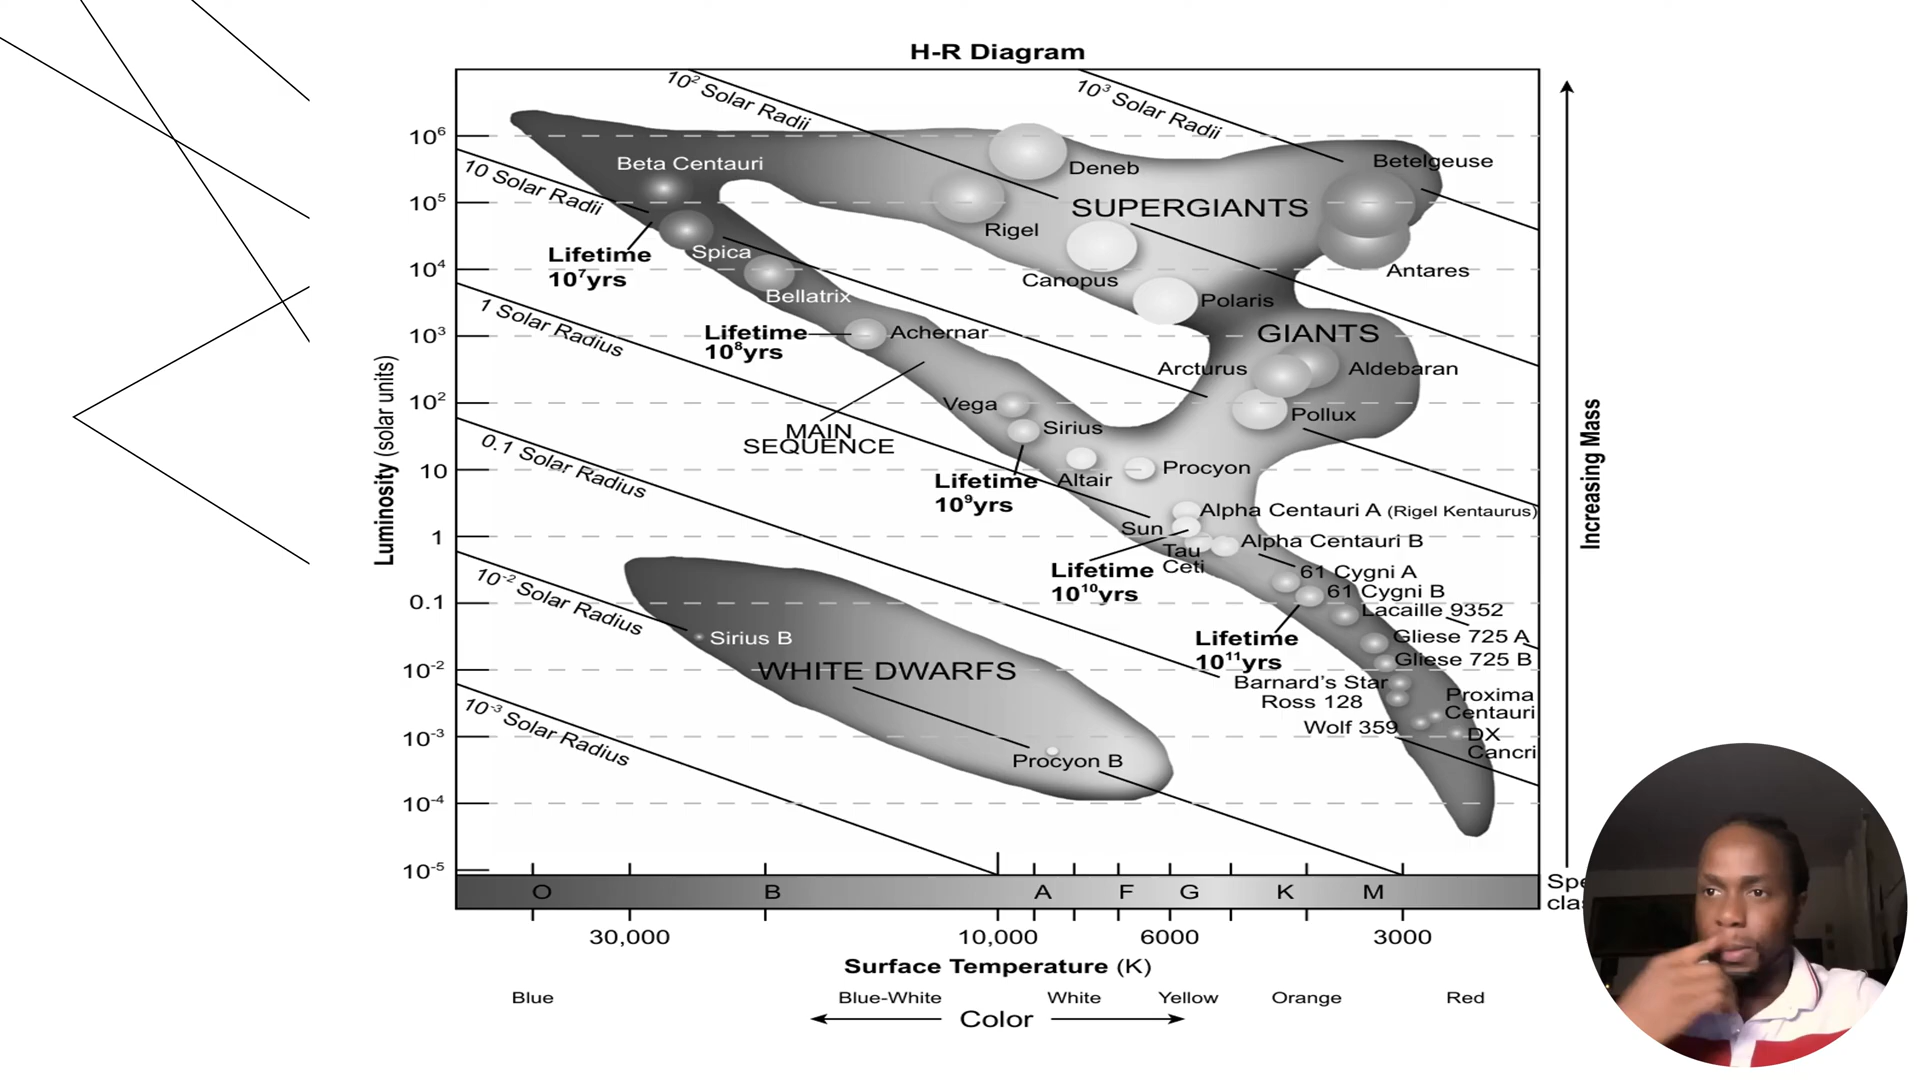 H-R Diagram
10² Solar Radii
10³ Solar Radii
10⁶
Beta Centauri
Deneb
Betelgeuse
10 Solar Radii
10⁵
SUPERGIANTS
Rigel
Lifetime
10⁷yrs
Spica
10⁴
Canopus
Antares
Bellatrix
Polaris
1 Solar Radius
10³
Lifetime
10⁸yrs
Achernar
GIANTS
Arcturus
Aldebaran
10²
Vega
Pollux
MAIN
SEQUENCE
Sirius
0.1 Solar Radius
10
Procyon
Altair
Lifetime
10⁹yrs
Alpha Centauri A (Rigel Kentaurus)
Sun
1
Alpha Centauri B
Tau
Ceti
Lifetime
10¹⁰yrs
61 Cygni A
61 Cygni B
10⁻² Solar Radius
0.1
Lacaille 9352
Sirius B
Lifetime
10¹¹yrs
Gliese 725 A
Gliese 725 B
10⁻²
WHITE DWARFS
Barnard's Star
Ross 128
Proxima
Centauri
10⁻³ Solar Radius
Wolf 359
10⁻³
DX
Cancri
Procyon B
10⁻⁴
10⁻⁵
Luminosity (solar units)
Increasing Mass
O B A F G K M
Spe
cla
30,000 10,000 6000 3000
Surface Temperature (K)
Blue Blue-White White Yellow Orange Red
Color